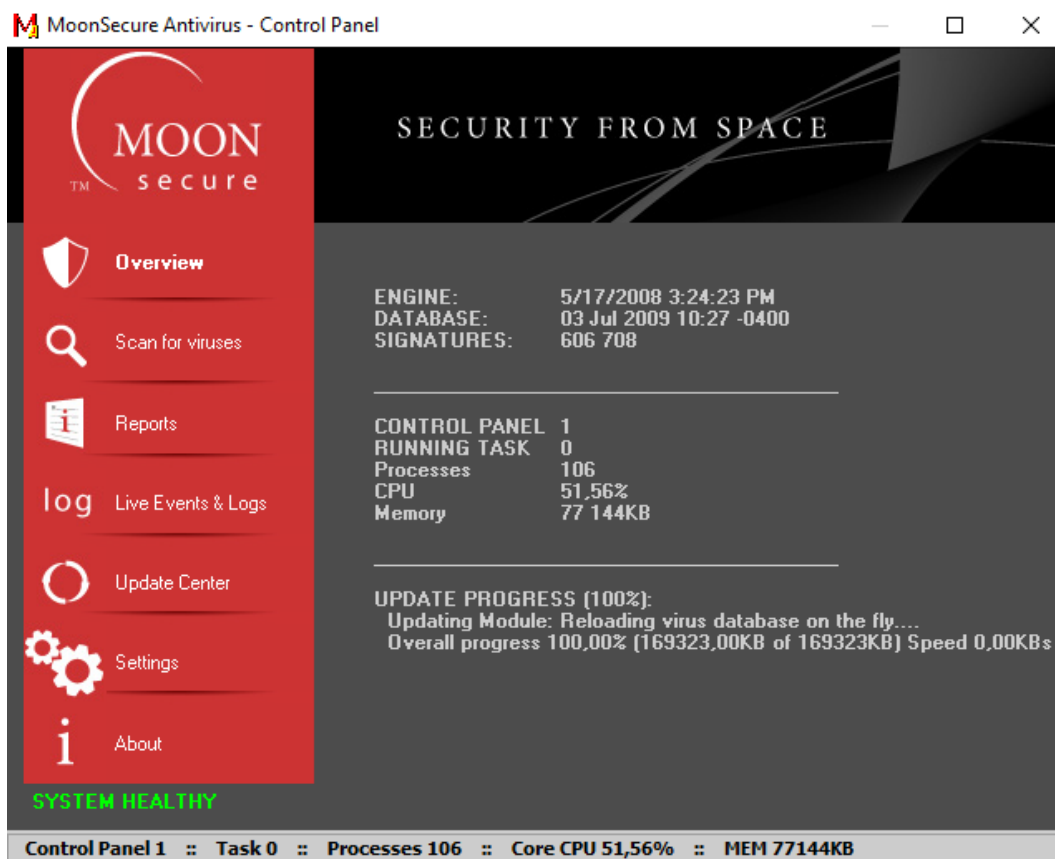 MoonSecure Antivirus - Control Panel
MOON
TM secure
SECURITY FROM SPACE
Overview
Scan for viruses
Reports
log Live Events & Logs
Update Center
Settings
About
SYSTEM HEALTHY
ENGINE: 5/17/2008 3:24:23 PM
DATABASE: 03 Jul 2009 10:27 -0400
SIGNATURES: 606 708
CONTROL PANEL 1
RUNNING TASK 0
Processes 106
CPU 51,56%
Memory 77 144KB
UPDATE PROGRESS (100%):
Updating Module: Reloading virus database on the fly....
Overall progress 100,00% (169323,00KB of 169323KB) Speed 0,00KBs
Control Panel 1 :: Task 0 :: Processes 106 :: Core CPU 51,56% :: MEM 77144KB